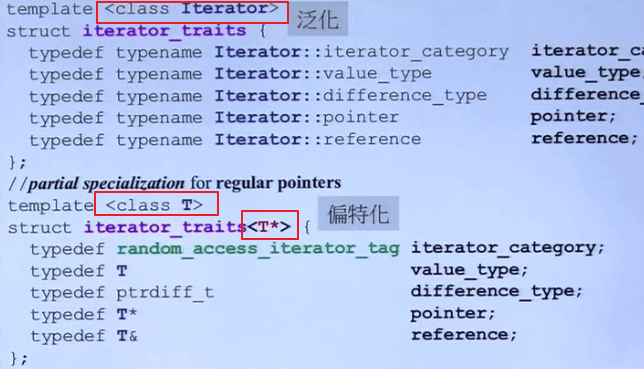 template <class Iterator> 泛化
struct iterator_traits {
typedef typename Iterator::iterator_category iterator_ca
typedef typename Iterator::value_type value_type
typedef typename Iterator::difference_type difference
typedef typename Iterator::pointer pointer;
typedef typename Iterator::reference reference;
};
//partial specialization for regular pointers
template <class T> 偏特化
struct iterator_traits<T*> {
typedef random_access_iterator_tag iterator_category;
typedef T value_type;
typedef ptrdiff_t difference_type;
typedef T* pointer;
typedef T& reference;
};